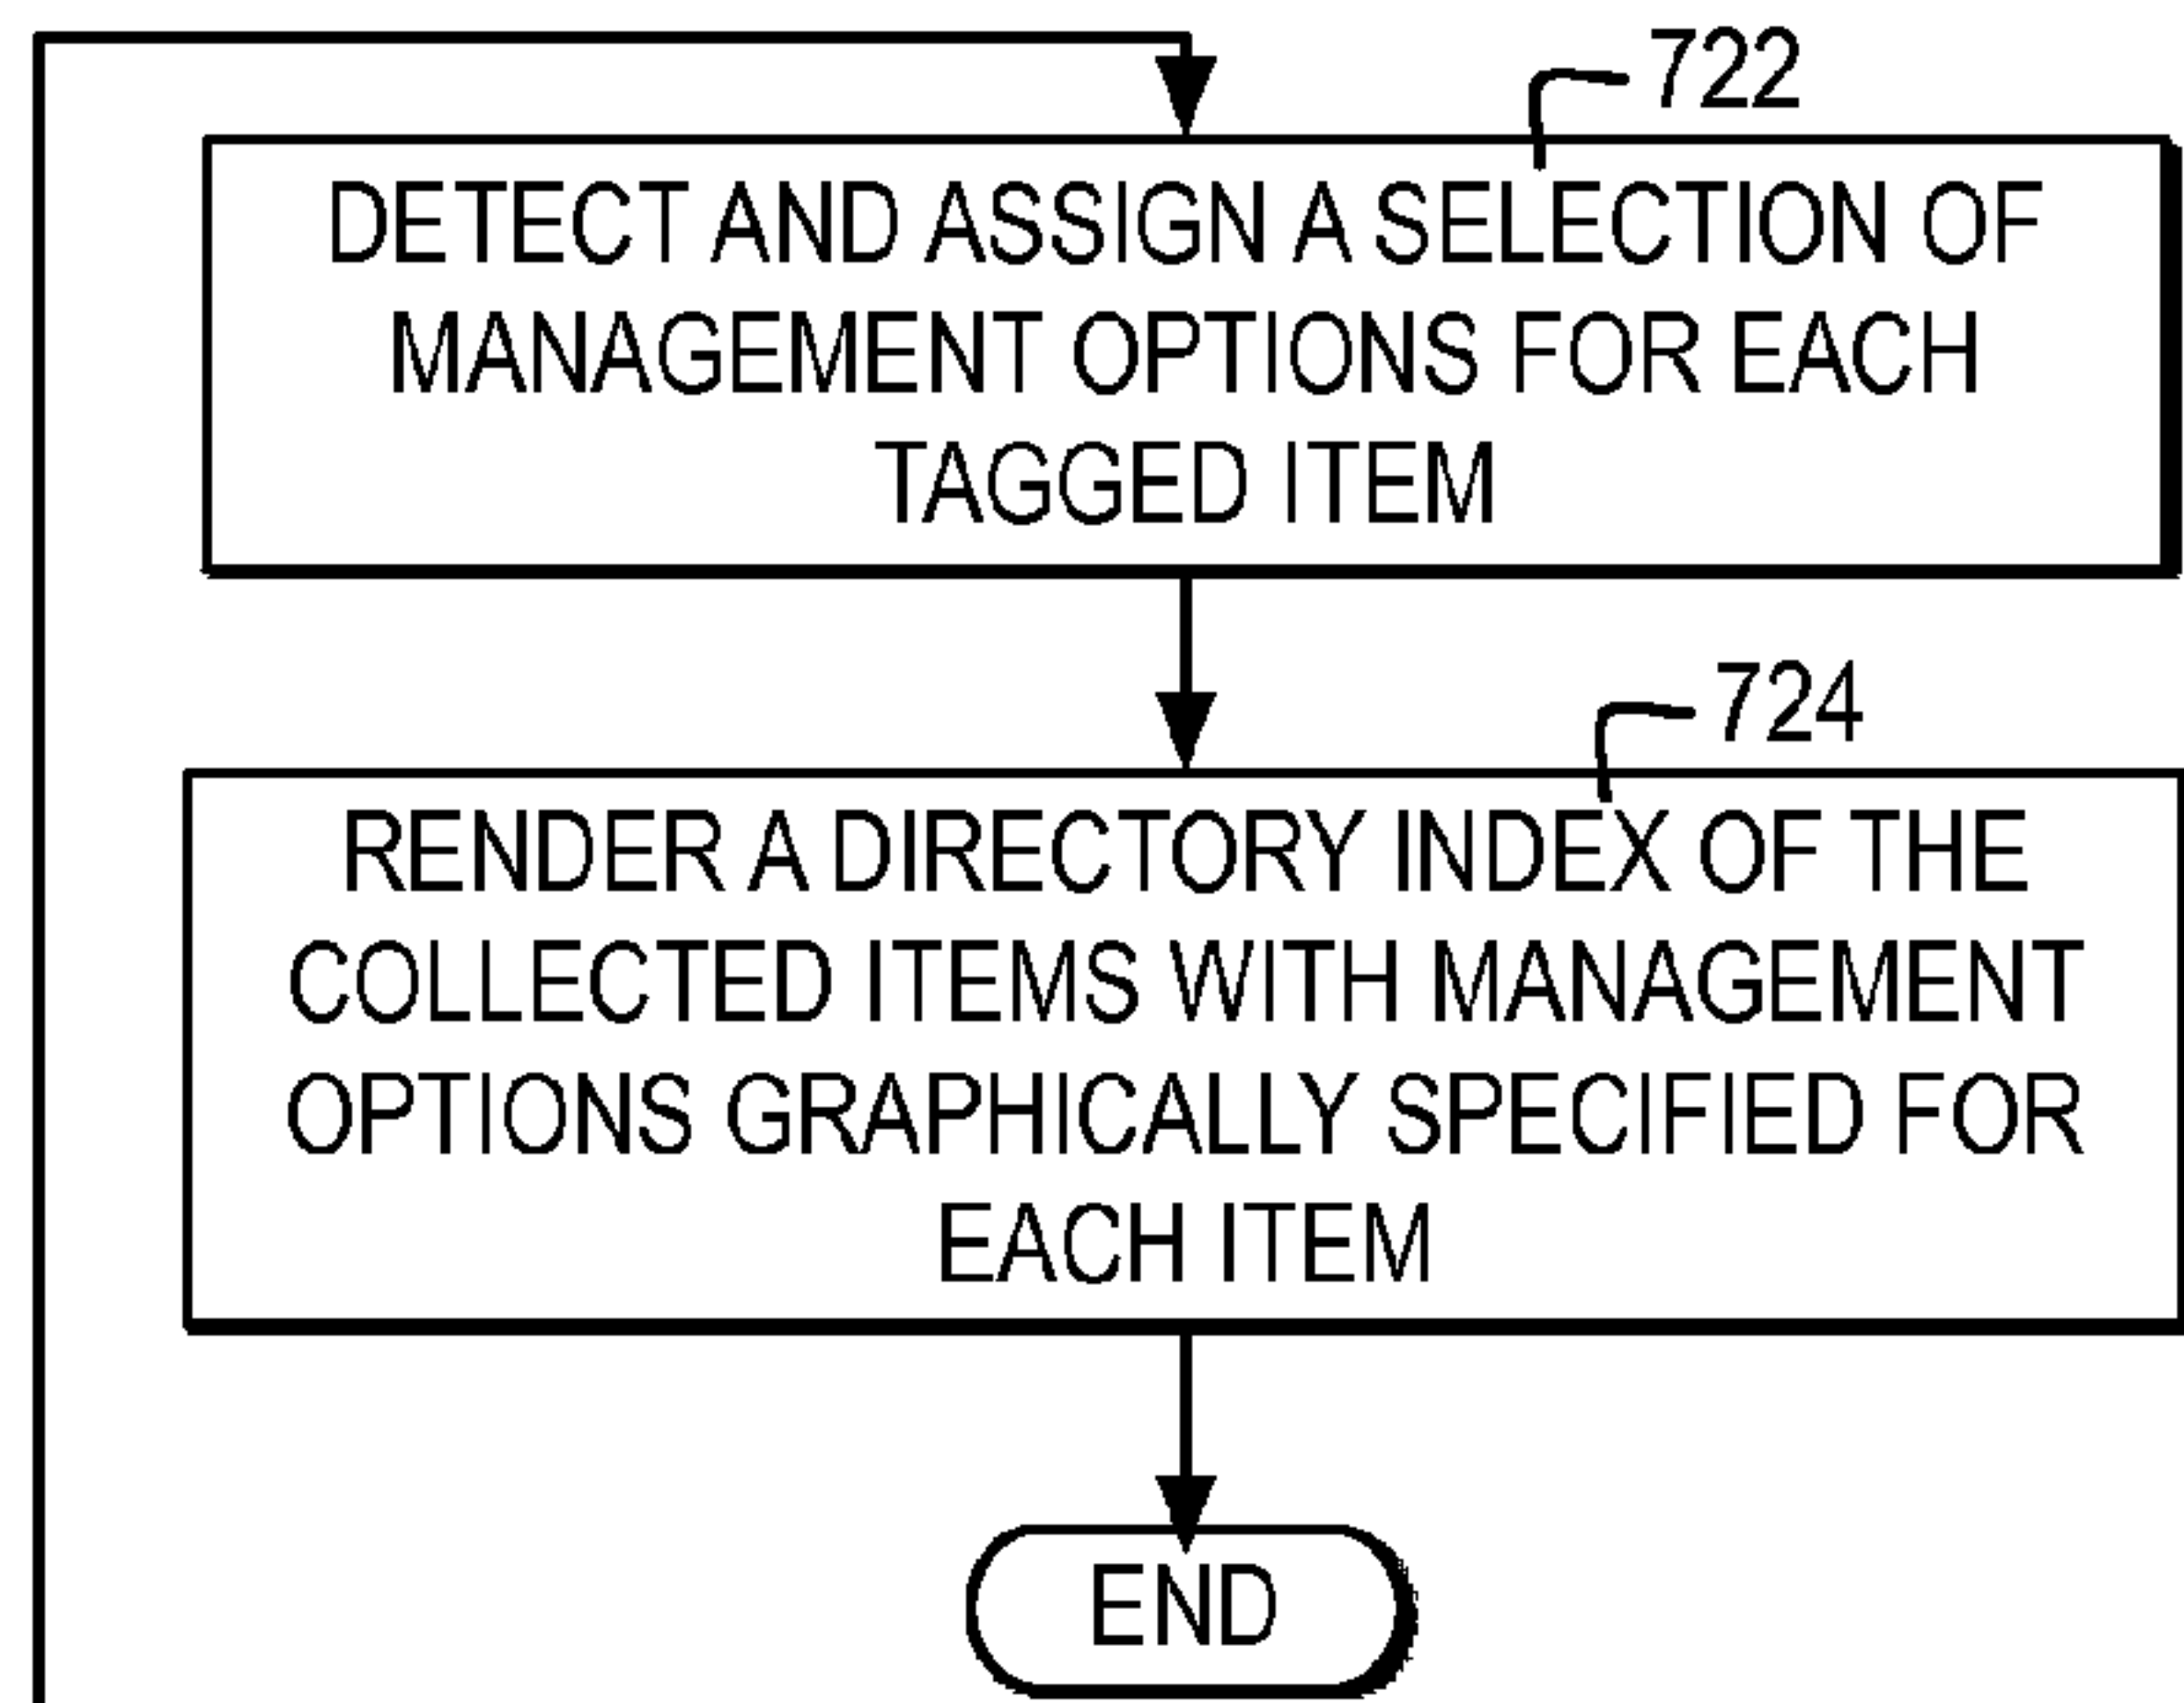 722
DETECT AND ASSIGN A SELECTION OF
MANAGEMENT OPTIONS FOR EACH
TAGGED ITEM
724
RENDER A DIRECTORY INDEX OF THE
COLLECTED ITEMS WITH MANAGEMENT
OPTIONS GRAPHICALLY SPECIFIED FOR
EACH ITEM
END